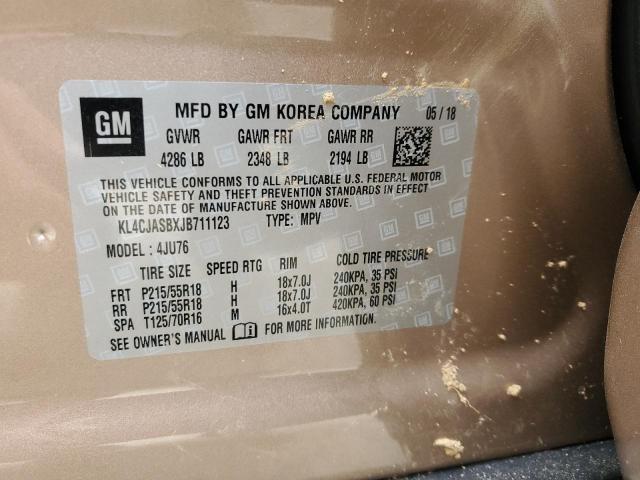 GM
MFD BY GM KOREA COMPANY 05 / 18
GVWR GAWR FRT GAWR RR
4286 LB 2348 LB 2194 LB
THIS VEHICLE CONFORMS TO ALL APPLICABLE U.S. FEDERAL MOTOR
VEHICLE SAFETY AND THEFT PREVENTION STANDARDS IN EFFECT
ON THE DATE OF MANUFACTURE SHOWN ABOVE.
KL4CJASBXJB711123 TYPE: MPV
MODEL : 4JU76
TIRE SIZE SPEED RTG RIM COLD TIRE PRESSURE
FRT P215/55R18 H 18x7.0J 240KPA, 35 PSI
RR P215/55R18 H 18x7.0J 240KPA, 35 PSI
SPA T125/70R16 M 16x4.0T 420KPA, 60 PSI
SEE OWNER'S MANUAL FOR MORE INFORMATION.